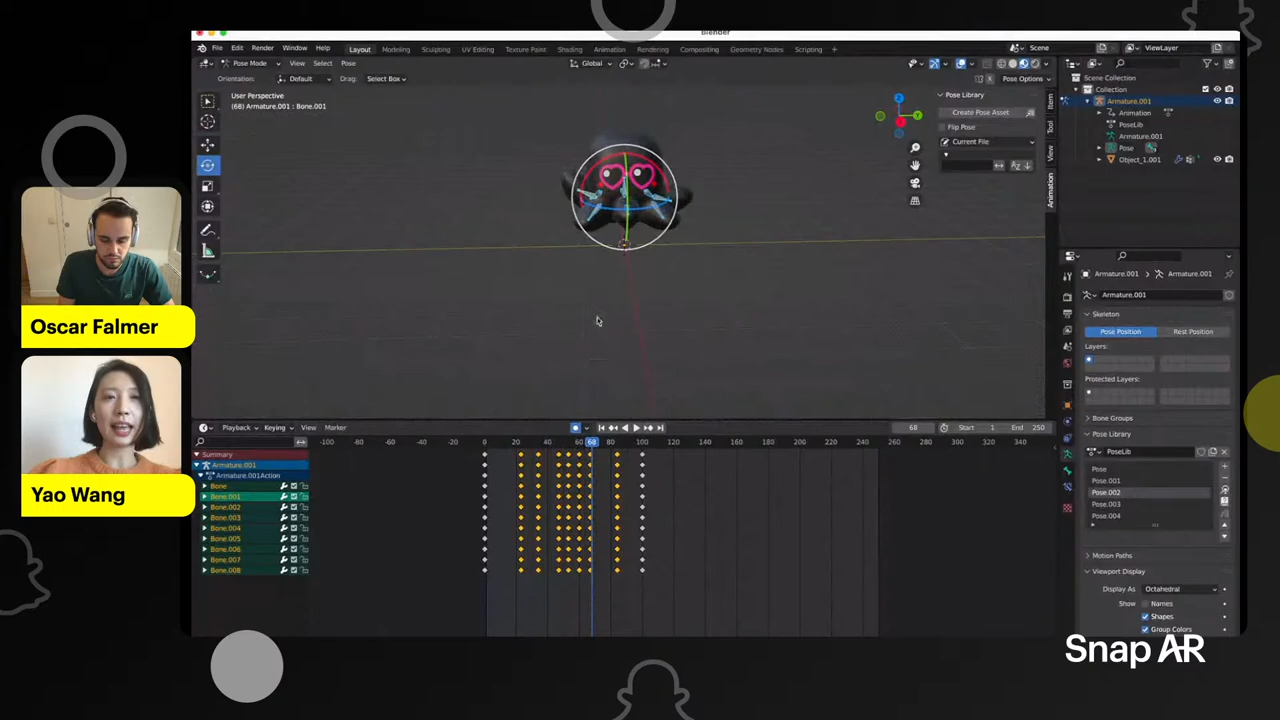 Blender
File Edit Render Window Help Layout Modeling Sculpting UV Editing Texture Paint Shading Animation Rendering Compositing Geometry Nodes Scripting + Scene ViewLayer
Pose Mode View Select Pose Global
Orientation: Default Drag: Select Box Pose Options
User Perspective
(68) Armature.001 : Bone.001
Pose Library
Create Pose Asset
Flip Pose
Current File
Item
Tool
View
Animation
Scene Collection
Collection
Armature.001
Animation
PoseLib
Armature.001
Pose
Object_1.001
Armature.001 > Armature.001
Armature.001
Skeleton
Pose Position Rest Position
Layers:
Protected Layers:
Bone Groups
Pose Library
PoseLib
Pose
Pose.001
Pose.002
Pose.003
Pose.004
Motion Paths
Viewport Display
Display As Octahedral
Show Names
Shapes
Group Colors
Playback Keying View Marker 68 Start 1 End 250
-100 -80 -60 -40 -20 0 20 40 60 68 80 100 120 140 160 180 200 220 240 260 280 300 320 340
Summary
Armature.001
Armature.001Action
Bone
Bone.001
Bone.002
Bone.003
Bone.004
Bone.005
Bone.006
Bone.007
Bone.008
Oscar Falmer
Yao Wang
Snap AR